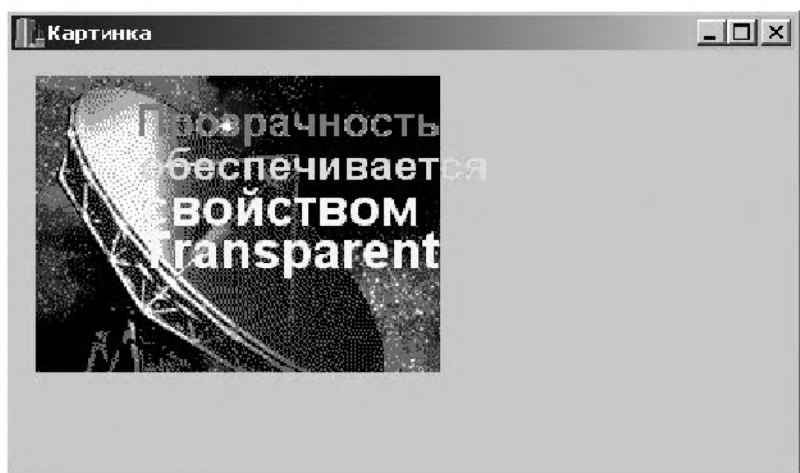 Картинка
Прозрачность
обеспечивается
свойством
Transparent